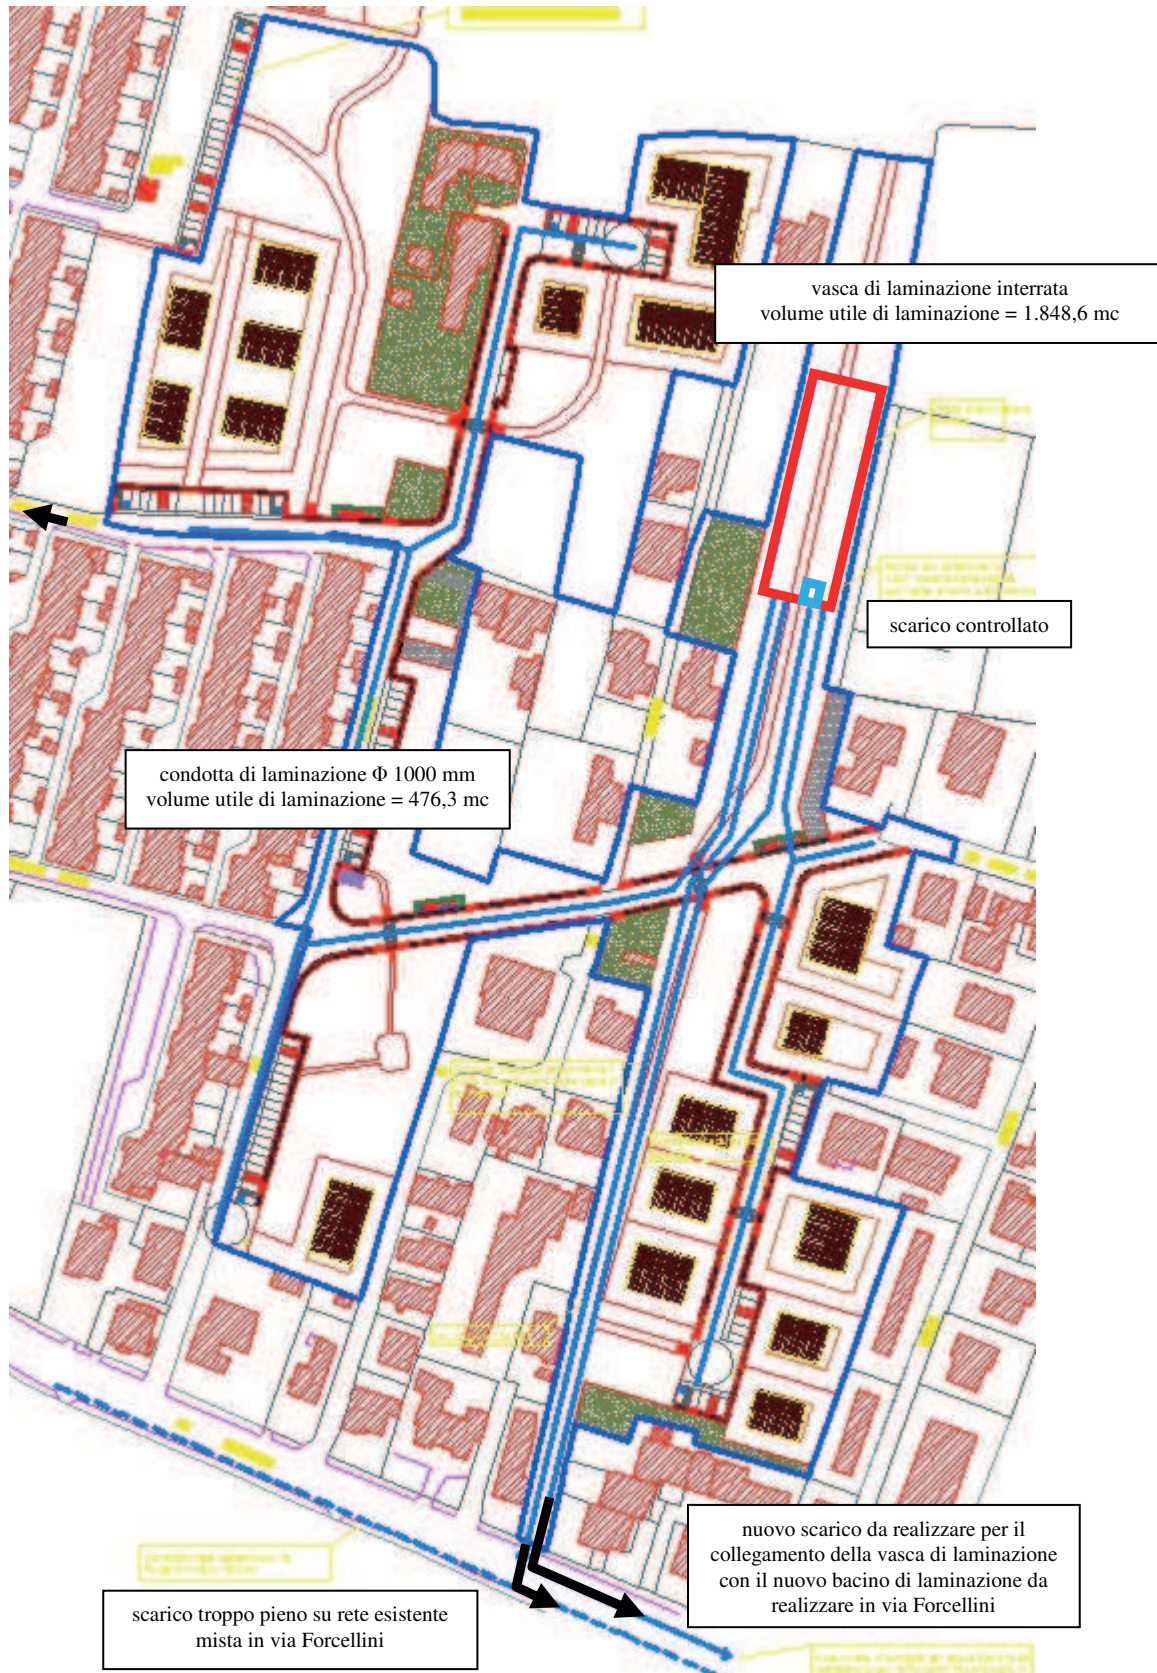 vasca di laminazione interrata
volume utile di laminazione = 1.848,6 mc
scarico controllato
condotta di laminazione Φ 1000 mm
volume utile di laminazione = 476,3 mc
nuovo scarico da realizzare per il
collegamento della vasca di laminazione
con il nuovo bacino di laminazione da
realizzare in via Forcellini
scarico troppo pieno su rete esistente
mista in via Forcellini